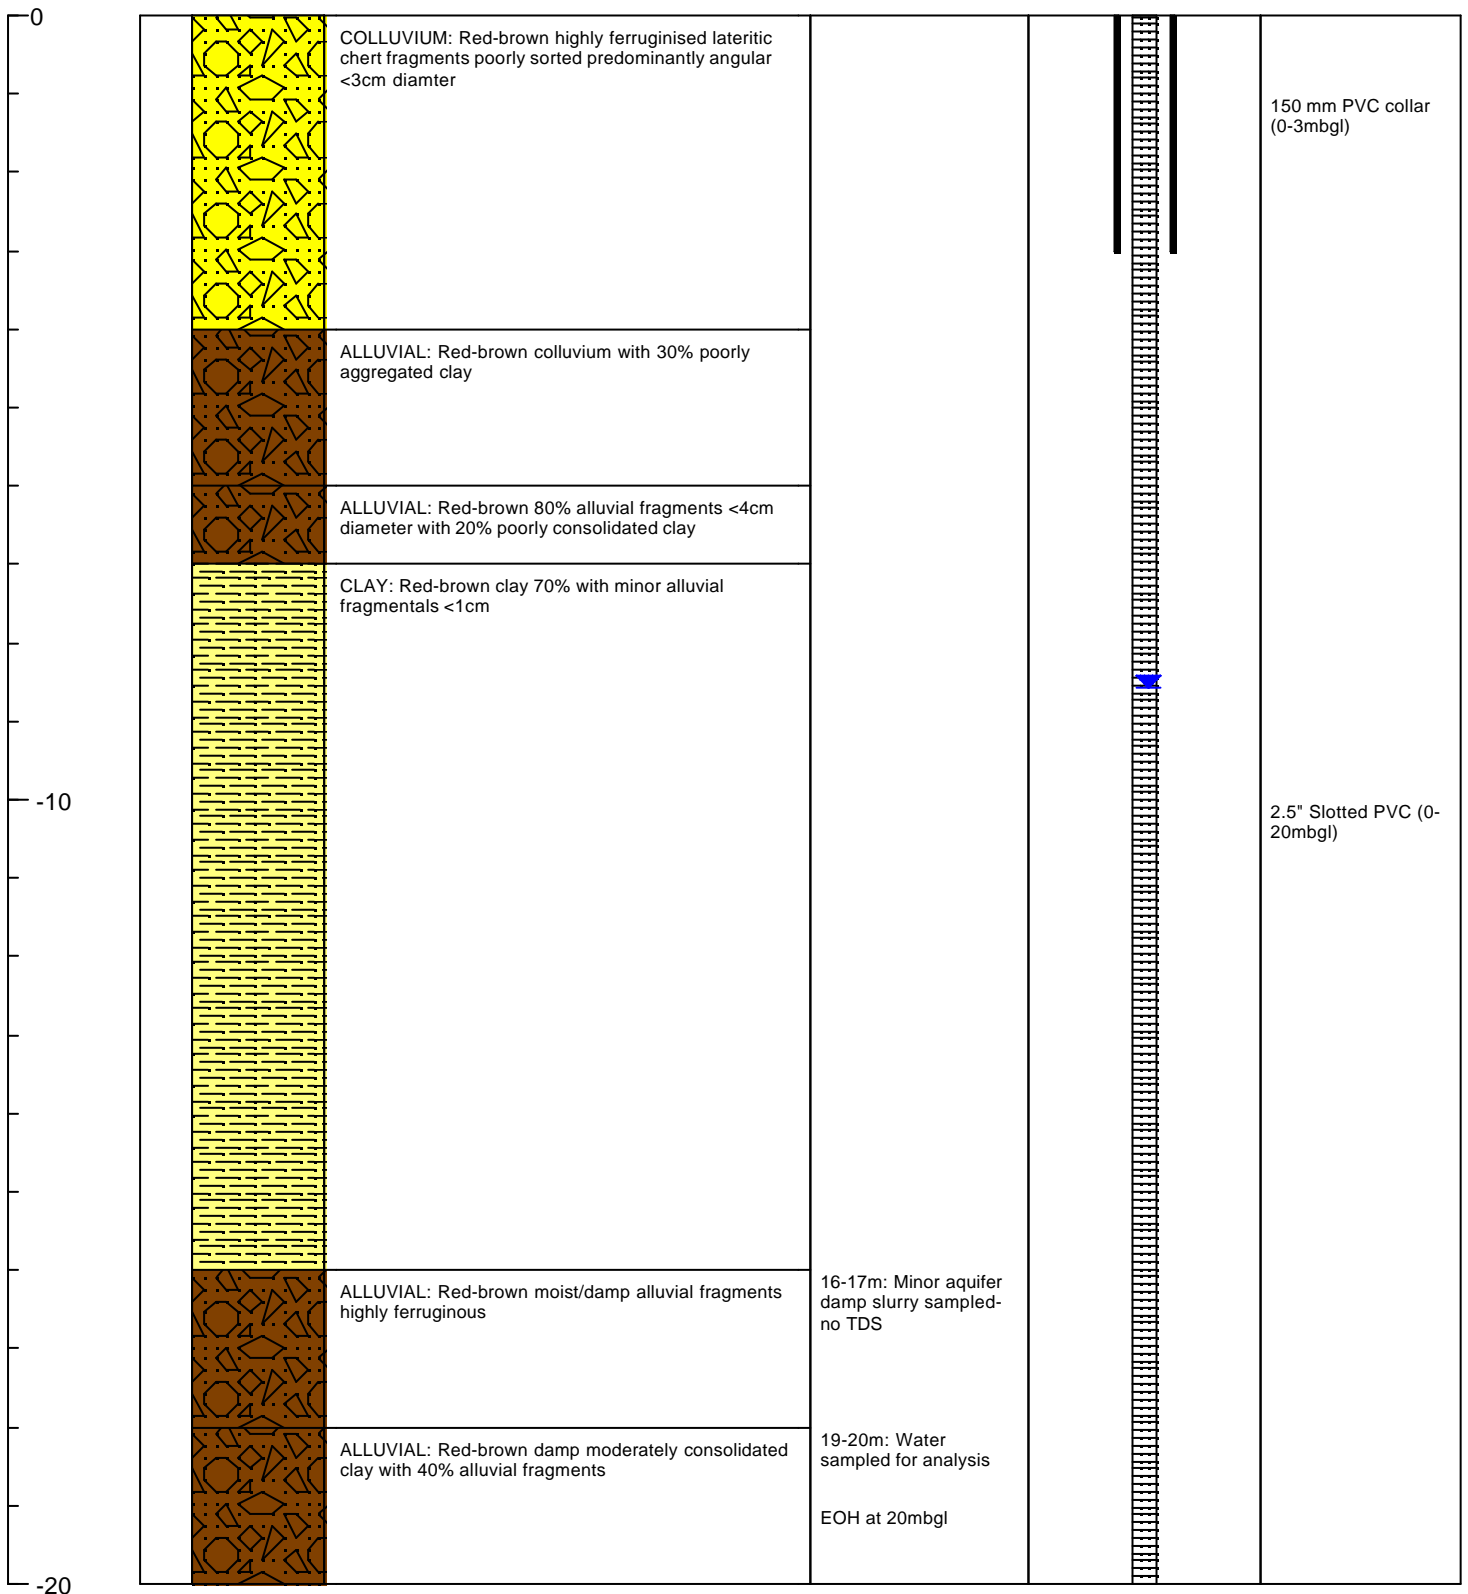 0
COLLUVIUM: Red-brown highly ferruginised lateritic
chert fragments poorly sorted predominantly angular
<3cm diamter
150 mm PVC collar
(0-3mbgl)
ALLUVIAL: Red-brown colluvium with 30% poorly
aggregated clay
ALLUVIAL: Red-brown 80% alluvial fragments <4cm
diameter with 20% poorly consolidated clay
CLAY: Red-brown clay 70% with minor alluvial
fragmentals <1cm
-10
2.5" Slotted PVC (0-
20mbgl)
ALLUVIAL: Red-brown moist/damp alluvial fragments
highly ferruginous
16-17m: Minor aquifer
damp slurry sampled-
no TDS
ALLUVIAL: Red-brown damp moderately consolidated
clay with 40% alluvial fragments
19-20m: Water
sampled for analysis
EOH at 20mbgl
-20